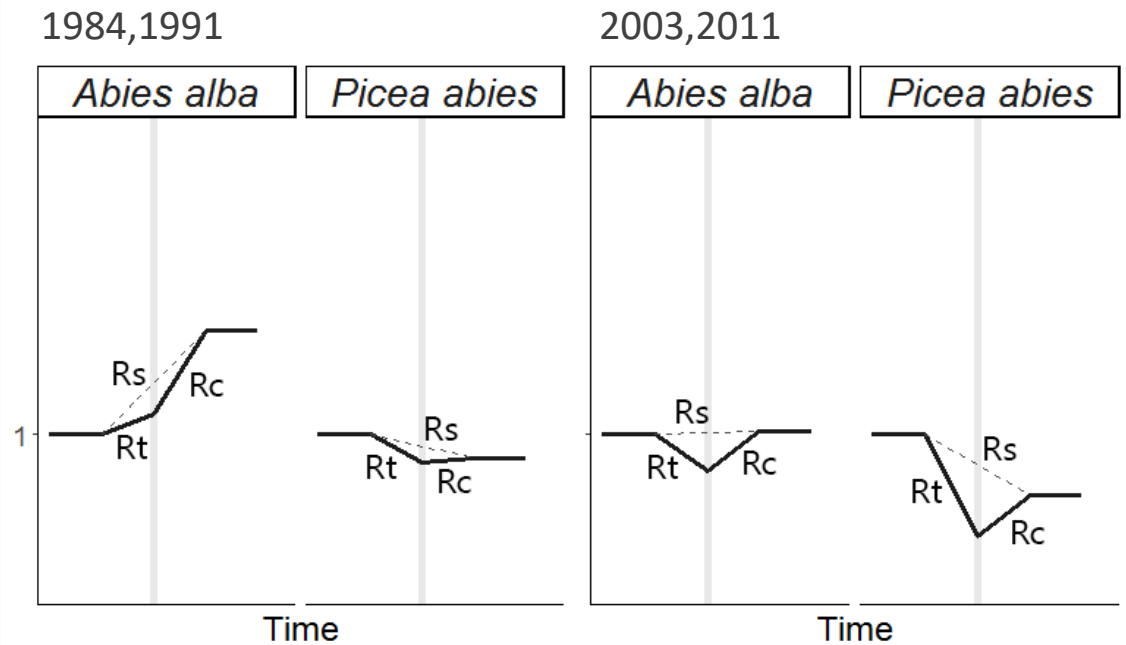 1984,1991
2003,2011
Abies alba
Picea abies
Abies alba
Picea abies
Rs
Rc
Rt
1
Rs
Rt
Rc
Rs
Rt
Rc
Rs
Rt
Rc
Time
Time